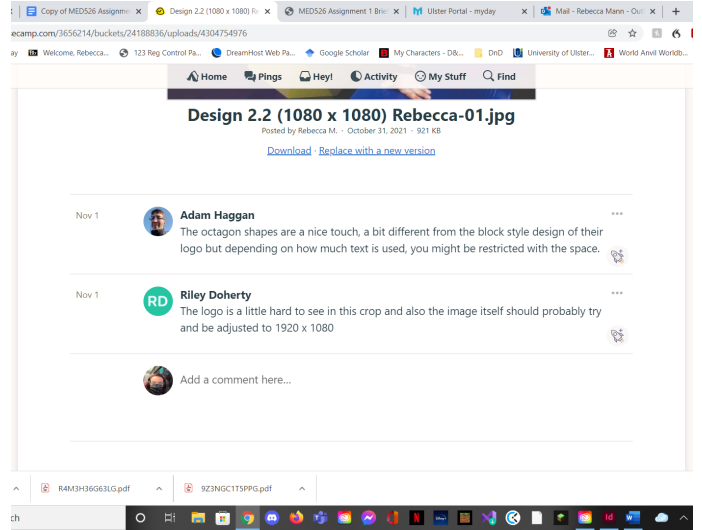 Copy of MED526 Assignme
Design 2.2 (1080 x 1080) Re
MED526 Assignment 1 Brie
Ulster Portal - myday
Mail - Rebecca Mann - Out
ecamp.com/3656214/buckets/24188836/uploads/4304754976
ay
Welcome, Rebecca...
123 Reg Control Pa...
DreamHost Web Pa...
Google Scholar
My Characters - D&...
DnD
University of Ulster...
World Anvil Worldb...
Home Pings Hey! Activity My Stuff Find
Design 2.2 (1080 x 1080) Rebecca-01.jpg
Posted by Rebecca M. · October 31, 2021 · 921 KB
Download · Replace with a new version
Nov 1
Adam Haggan
The octagon shapes are a nice touch, a bit different from the block style design of their
logo but depending on how much text is used, you might be restricted with the space.
Nov 1
RD
Riley Doherty
The logo is a little hard to see in this crop and also the image itself should probably try
and be adjusted to 1920 x 1080
Add a comment here...
R4M3H36G63LG.pdf
9Z3NGC1T5PPG.pdf
ch